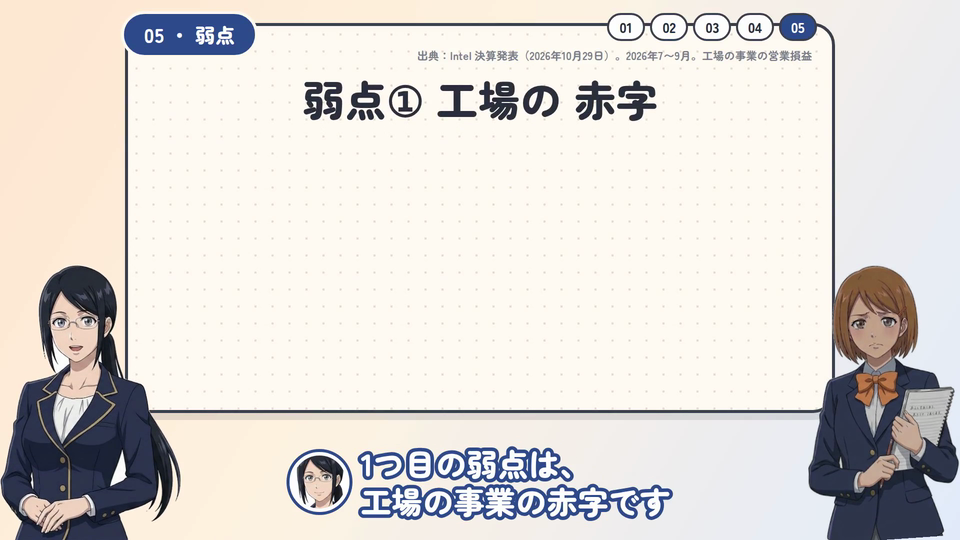 05 ・ 弱点
01 02 03 04 05
出典：Intel 決算発表（2026年10月29日）。2026年7〜9月。工場の事業の営業損益
弱点① 工場の 赤字
1つ目の弱点は、
工場の事業の赤字です